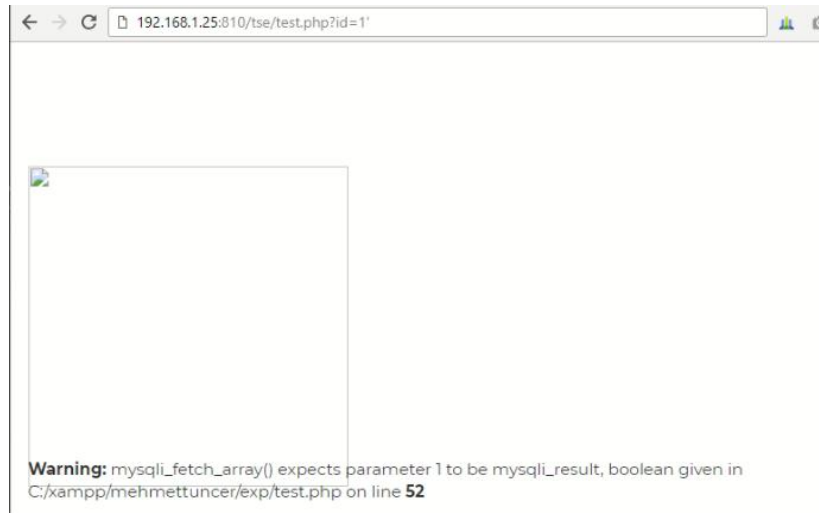 192.168.1.25:810/tse/test.php?id=1'
Warning: mysqli_fetch_array() expects parameter 1 to be mysqli_result, boolean given in
C:/xampp/mehmettuncer/exp/test.php on line 52